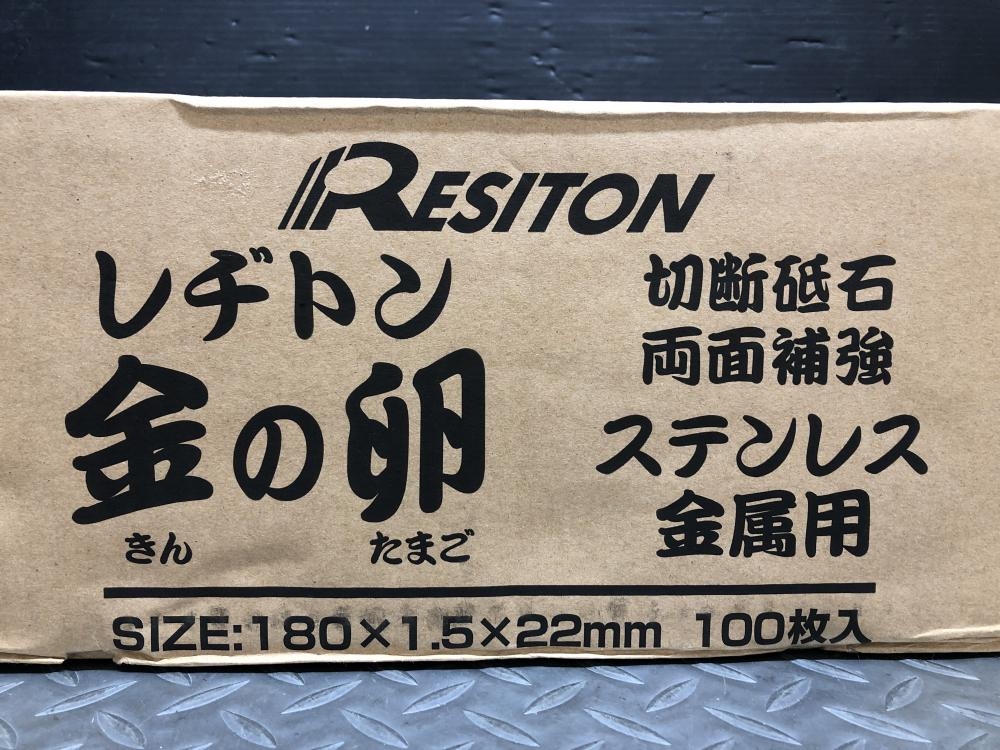 RESITON
レヂトン
金の卵
きん たまご
切断砥石
両面補強
ステンレス
金属用
SIZE:180×1.5×22mm 100枚入